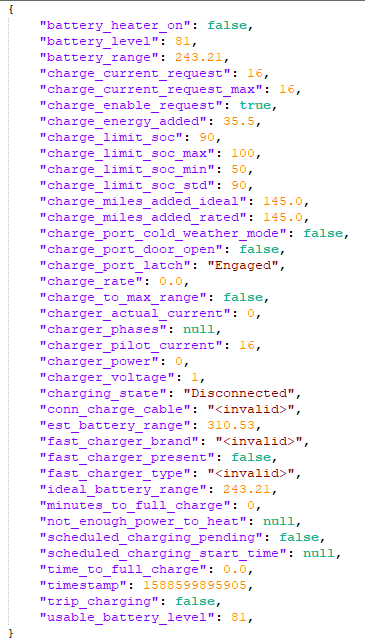 {
"battery_heater_on": false,
"battery_level": 81,
"battery_range": 243.21,
"charge_current_request": 16,
"charge_current_request_max": 16,
"charge_enable_request": true,
"charge_energy_added": 35.5,
"charge_limit_soc": 90,
"charge_limit_soc_max": 100,
"charge_limit_soc_min": 50,
"charge_limit_soc_std": 90,
"charge_miles_added_ideal": 145.0,
"charge_miles_added_rated": 145.0,
"charge_port_cold_weather_mode": false,
"charge_port_door_open": false,
"charge_port_latch": "Engaged",
"charge_rate": 0.0,
"charge_to_max_range": false,
"charger_actual_current": 0,
"charger_phases": null,
"charger_pilot_current": 16,
"charger_power": 0,
"charger_voltage": 1,
"charging_state": "Disconnected",
"conn_charge_cable": "<invalid>",
"est_battery_range": 310.53,
"fast_charger_brand": "<invalid>",
"fast_charger_present": false,
"fast_charger_type": "<invalid>",
"ideal_battery_range": 243.21,
"minutes_to_full_charge": 0,
"not_enough_power_to_heat": null,
"scheduled_charging_pending": false,
"scheduled_charging_start_time": null,
"time_to_full_charge": 0.0,
"timestamp": 1588599895905,
"trip_charging": false,
"usable_battery_level": 81,
}